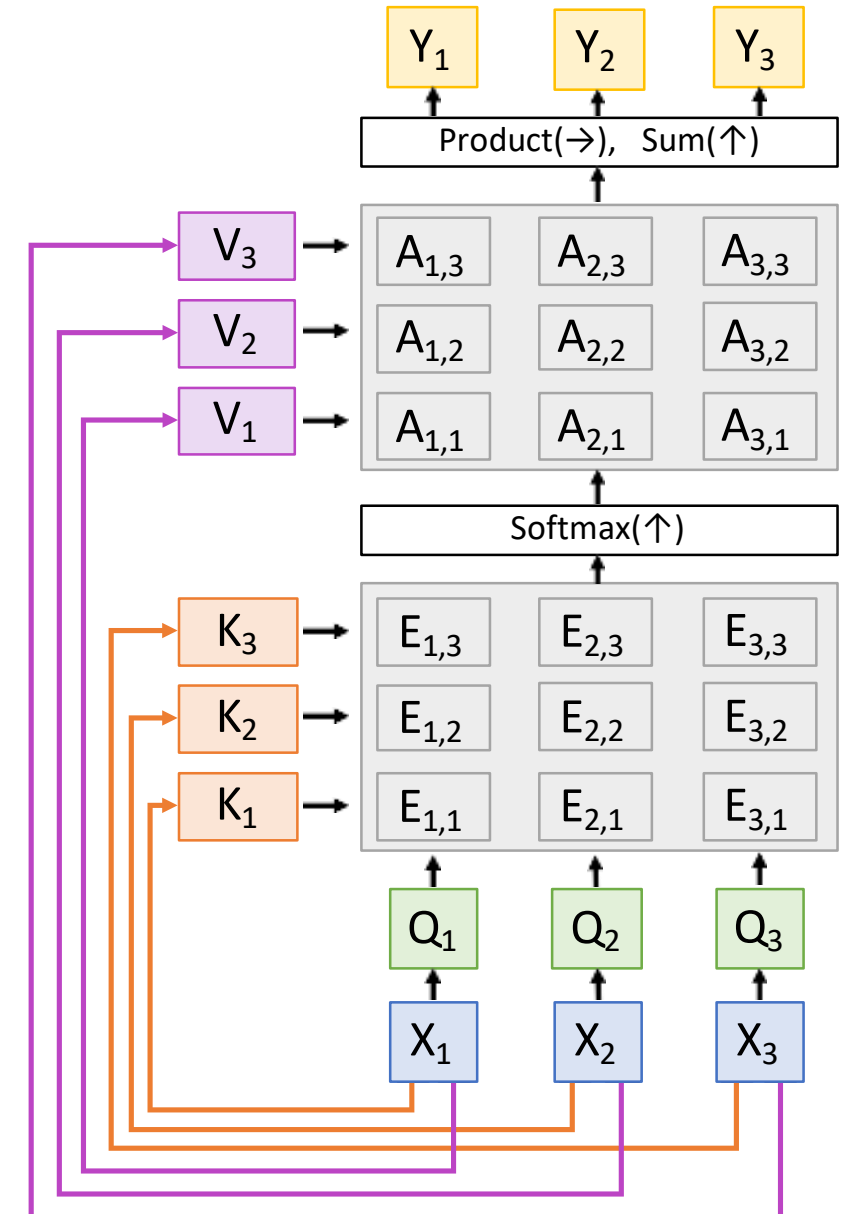 Y₁ Y₂ Y₃
Product(→), Sum(↑)
V₃ A₁,₃ A₂,₃ A₃,₃
V₂ A₁,₂ A₂,₂ A₃,₂
V₁ A₁,₁ A₂,₁ A₃,₁
Softmax(↑)
K₃ E₁,₃ E₂,₃ E₃,₃
K₂ E₁,₂ E₂,₂ E₃,₂
K₁ E₁,₁ E₂,₁ E₃,₁
Q₁ Q₂ Q₃
X₁ X₂ X₃